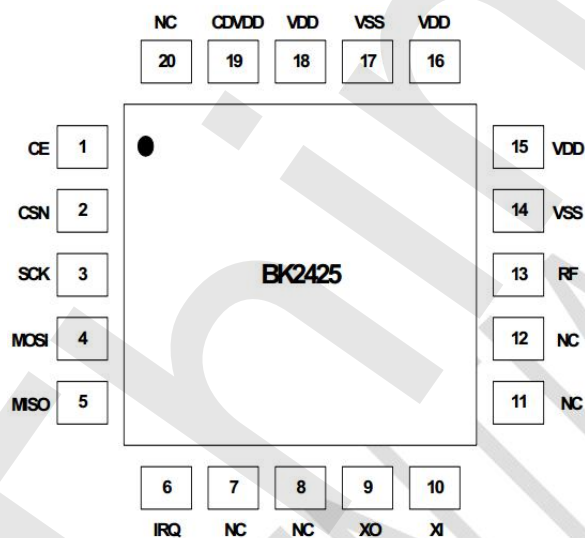 NC CDVDD VDD VSS VDD
20 19 18 17 16
CE 1 15 VDD
CSN 2 14 VSS
SCK 3 BK2425 13 RF
MOSI 4 12 NC
MISO 5 11 NC
6 7 8 9 10
IRQ NC NC XO XI